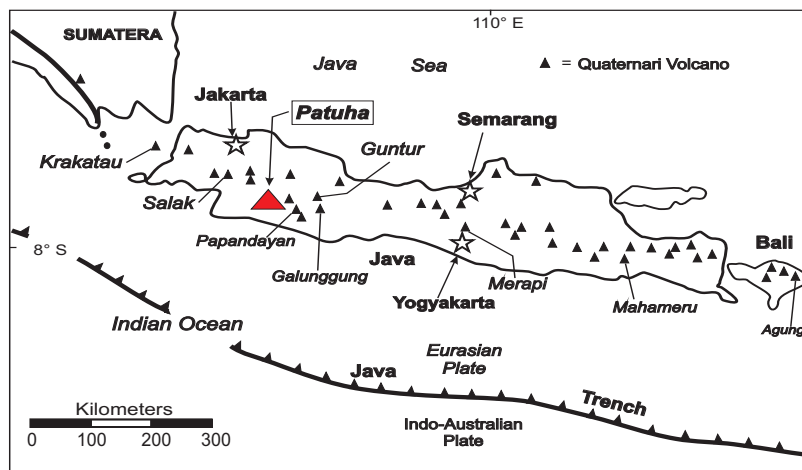 110° E
SUMATERA
Java Sea
▲ = Quaternari Volcano
Jakarta
Patuha
Semarang
Krakatau
Guntur
Salak
Papandayan
8° S
Galunggung
Java
Merapi
Bali
Yogyakarta
Mahameru
Agung
Indian Ocean
Eurasian
Plate
Java
Trench
Kilometers
0 100 200 300
Indo-Australian
Plate